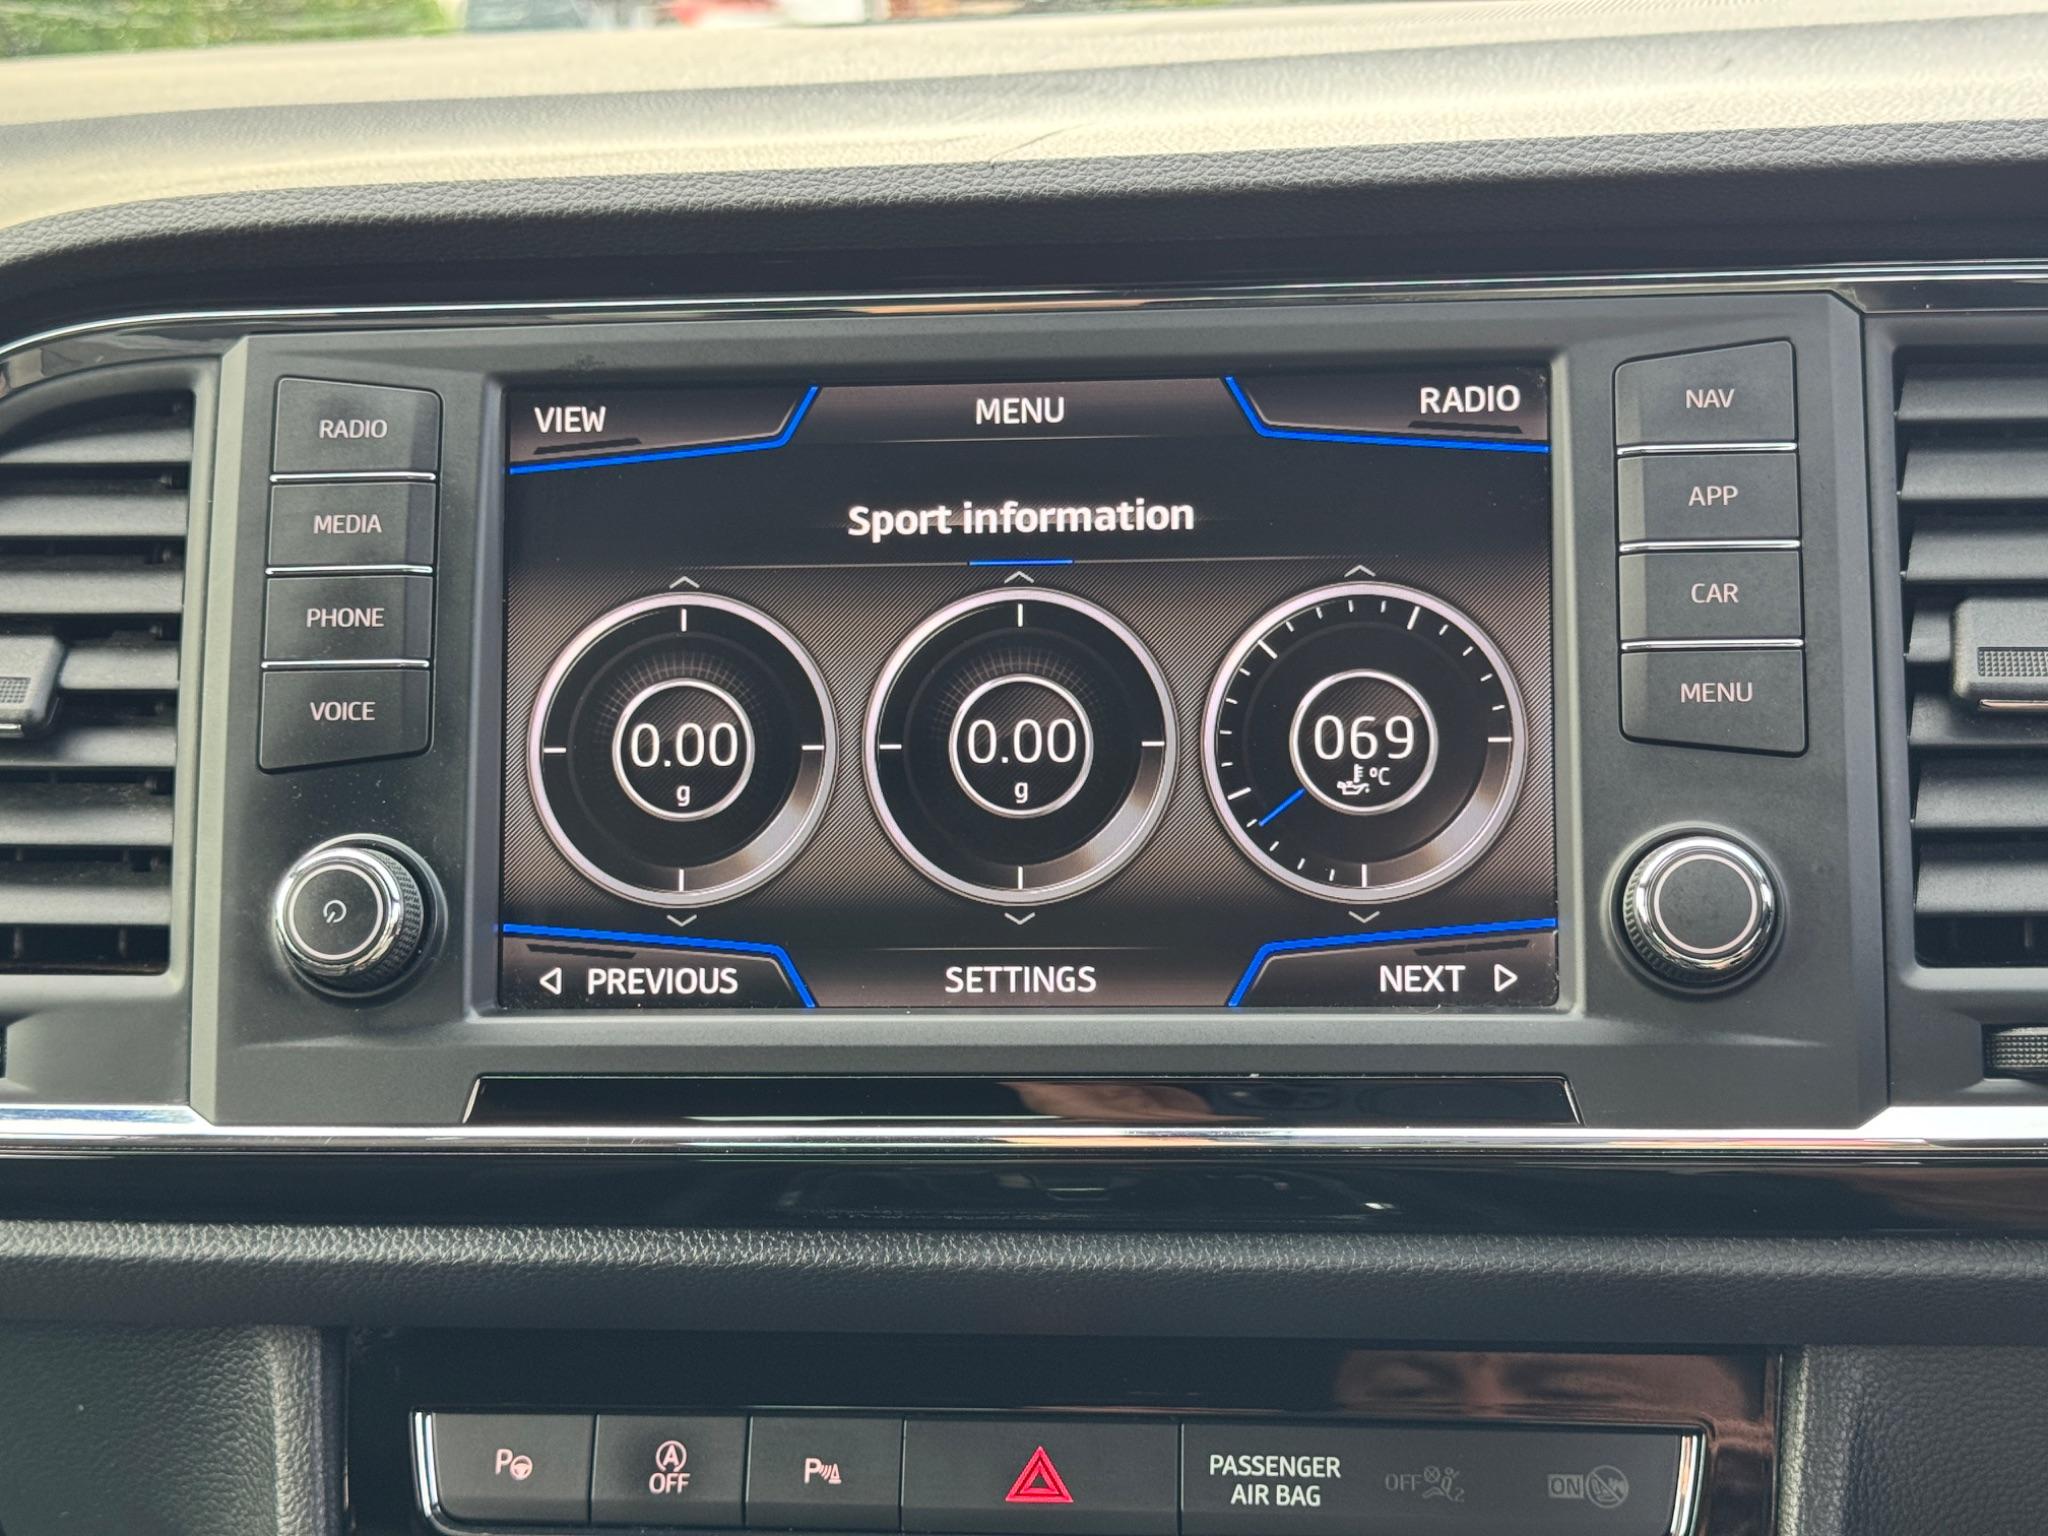 VIEW
MENU
RADIO
Sport information
0.00
g
0.00
g
069
°C
PREVIOUS
SETTINGS
NEXT
RADIO
MEDIA
PHONE
VOICE
NAV
APP
CAR
MENU
P
A
OFF
P
PASSENGER
AIR BAG
OFF
2
ON